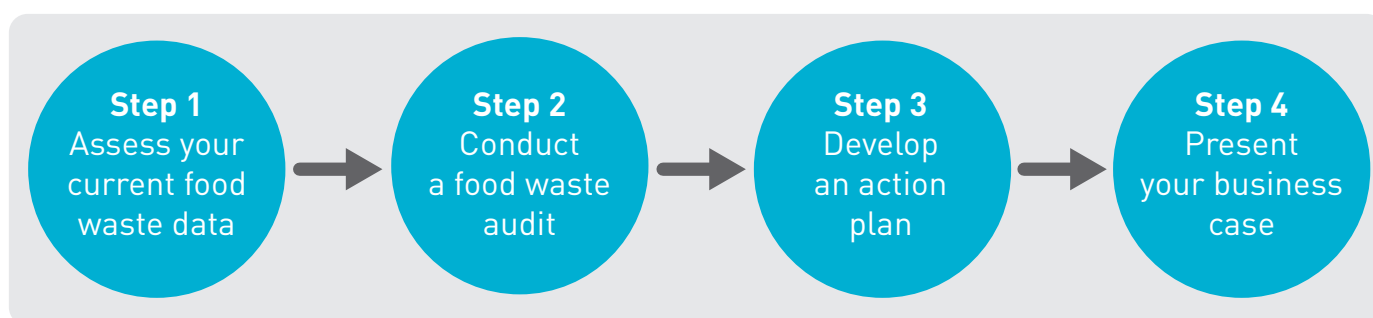 Step 1
Assess your
current food
waste data
Step 2
Conduct
a food waste
audit
Step 3
Develop
an action
plan
Step 4
Present
your business
case